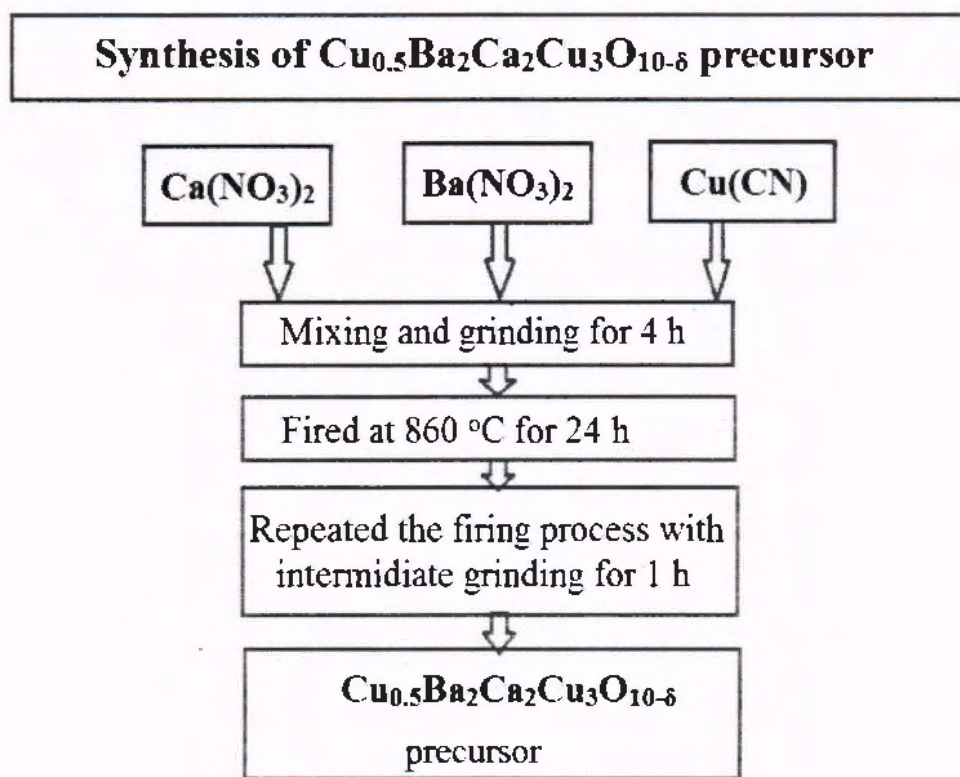 Synthesis of Cu₀.₅Ba₂Ca₂Cu₃O₁₀₋δ precursor
Ca(NO₃)₂ Ba(NO₃)₂ Cu(CN)
Mixing and grinding for 4 h
Fired at 860 °C for 24 h
Repeated the firing process with
intermidiate grinding for 1 h
Cu₀.₅Ba₂Ca₂Cu₃O₁₀₋δ
precursor